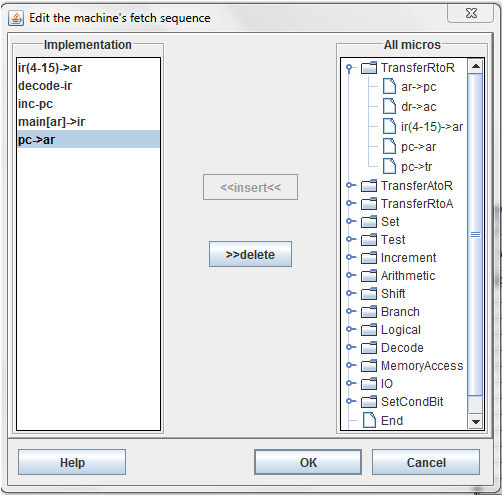 Edit the machine's fetch sequence
Implementation
ir(4-15)->ar
decode-ir
inc-pc
main[ar]->ir
pc->ar
<<insert<<
>>delete
All micros
TransferRtoR
ar->pc
dr->ac
ir(4-15)->ar
pc->ar
pc->tr
TransferAtoR
TransferRtoA
Set
Test
Increment
Arithmetic
Shift
Branch
Logical
Decode
MemoryAccess
IO
SetCondBit
End
Help
OK
Cancel